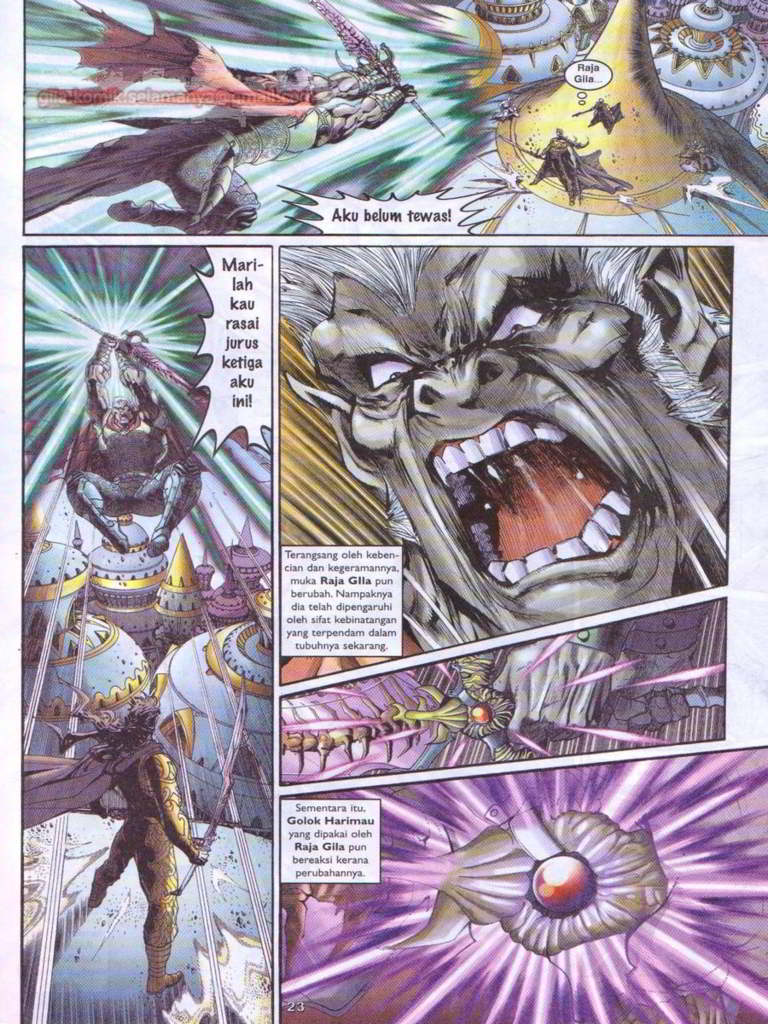 Raja
Gila...
Aku belum tewas!
Mari-
lah
kau
rasai
jurus
ketiga
aku
ini!
Terangsang oleh keben-
cian dan kegeramannya,
muka Raja GIla pun
berubah. Nampaknya
dia telah dipengaruhi
oleh sifat kebinatangan
yang terpendam dalam
tubuhnya sekarang.
Sementara itu,
Golok Harimau
yang dipakai oleh
Raja Gila pun
bereaksi kerana
perubahannya.
23